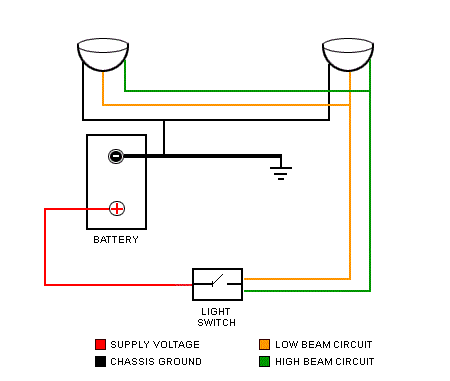 BATTERY
LIGHT
SWITCH
SUPPLY VOLTAGE
LOW BEAM CIRCUIT
CHASSIS GROUND
HIGH BEAM CIRCUIT